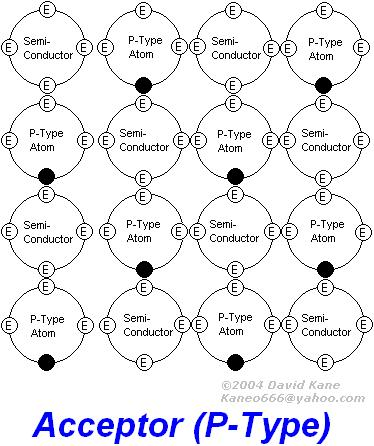 E E E E
Semi- P-Type Semi- P-Type
E E E E E E E E
Conductor Atom Conductor Atom
E E
E E E E
P-Type Semi- P-Type Semi-
E E E E E E E E
Atom Conductor Atom Conductor
E E
E E E E
Semi- P-Type Semi- P-Type
E E E E E E E E
Conductor Atom Conductor Atom
E E
E E E E
P-Type Semi- P-Type Semi-
E E E E E E E E
Atom Conductor Atom Conductor
E E
©2004 David Kane
Kaneo666@yahoo.com
Acceptor (P-Type)